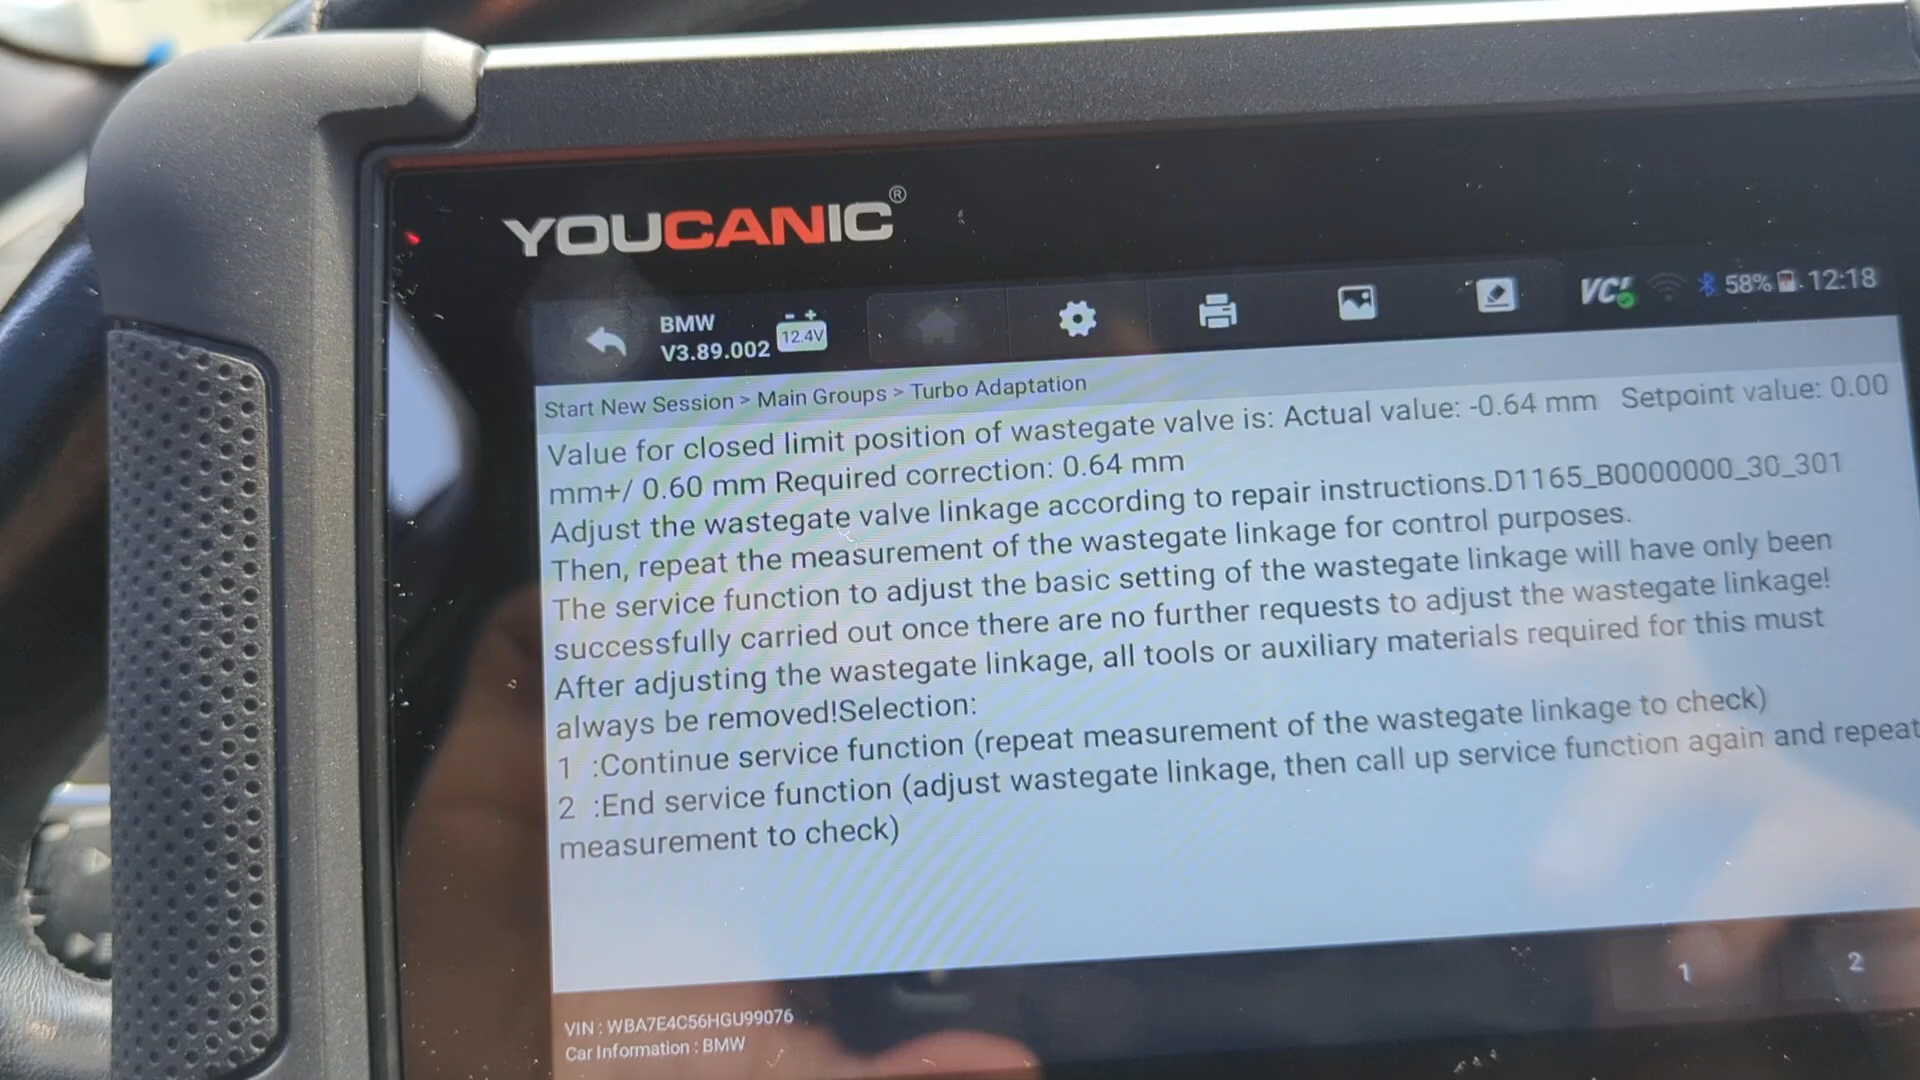 YOUCANIC®
BMW
V3.89.002
- +
12.4V
VCI
58%
12:18
Start New Session > Main Groups > Turbo Adaptation
Value for closed limit position of wastegate valve is: Actual value: -0.64 mm Setpoint value: 0.00
mm+/ 0.60 mm Required correction: 0.64 mm
Adjust the wastegate valve linkage according to repair instructions.D1165_B0000000_30_301
Then, repeat the measurement of the wastegate linkage for control purposes.
The service function to adjust the basic setting of the wastegate linkage will have only been
successfully carried out once there are no further requests to adjust the wastegate linkage!
After adjusting the wastegate linkage, all tools or auxiliary materials required for this must
always be removed!Selection:
1 :Continue service function (repeat measurement of the wastegate linkage to check)
2 :End service function (adjust wastegate linkage, then call up service function again and repeat
measurement to check)
1
2
VIN : WBA7E4C56HGU99076
Car Information : BMW